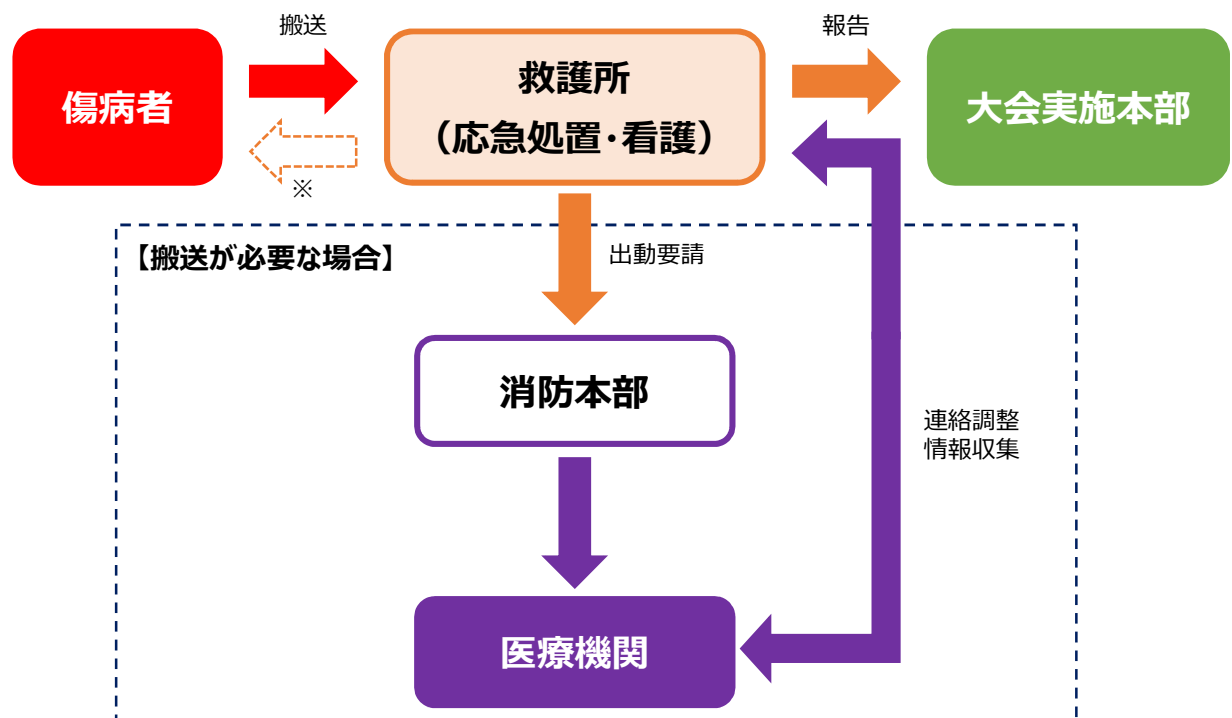 搬送
報告
傷病者
救護所
（応急処置・看護）
大会実施本部
※
【搬送が必要な場合】
出動要請
消防本部
連絡調整
情報収集
医療機関